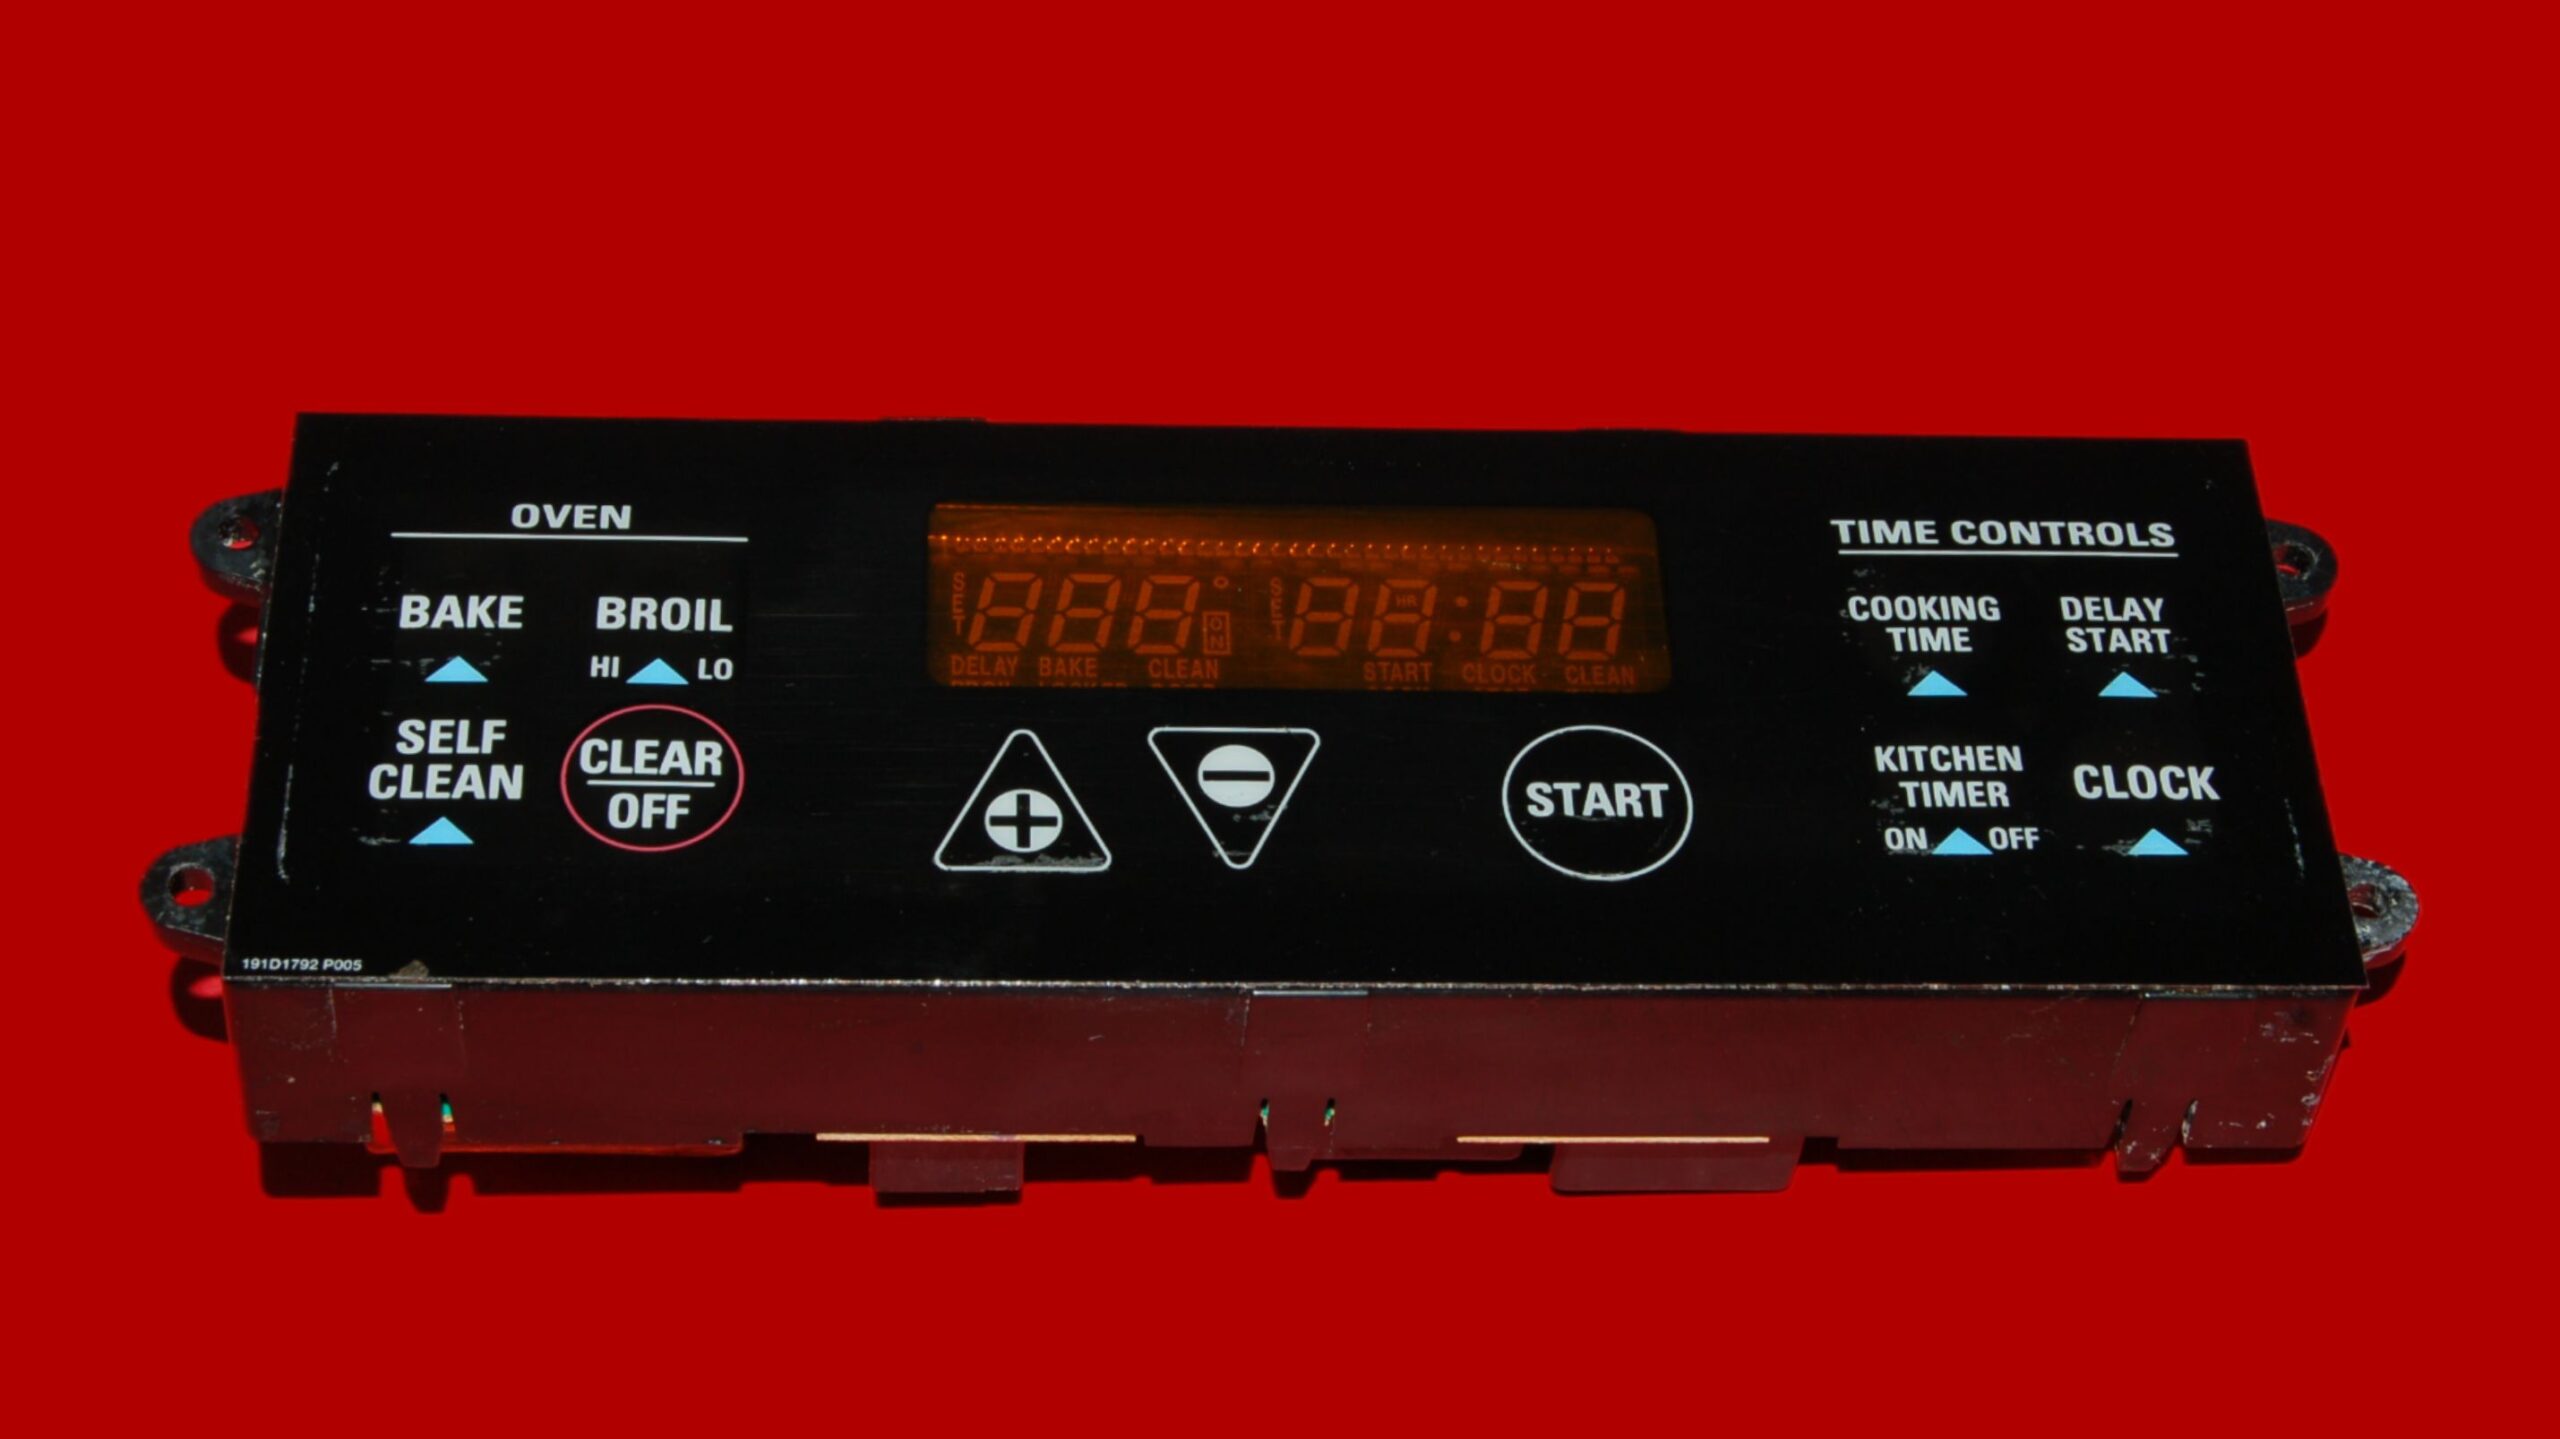 OVEN
BAKE
BROIL
HI LO
SELF
CLEAN
CLEAR
OFF
SET
888°
ON
SET
88:88
HR
DELAY BAKE CLEAN
START CLOCK CLEAN
START
TIME CONTROLS
COOKING
TIME
DELAY
START
KITCHEN
TIMER
ON OFF
CLOCK
191D1792 P005